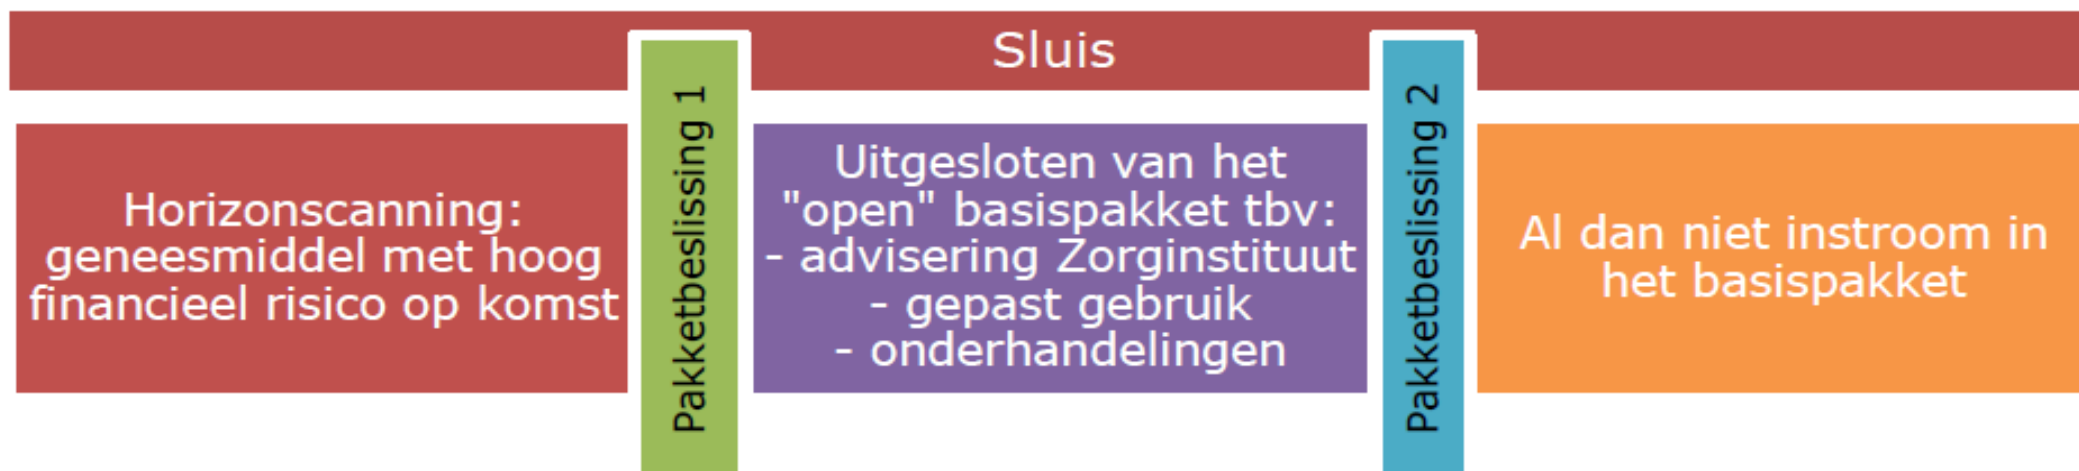 Sluis
Horizonscanning:
geneesmiddel met hoog
financieel risico op komst
Pakketbeslissing 1
Uitgesloten van het
"open" basispakket tbv:
- advisering Zorginstituut
- gepast gebruik
- onderhandelingen
Pakketbeslissing 2
Al dan niet instroom in
het basispakket